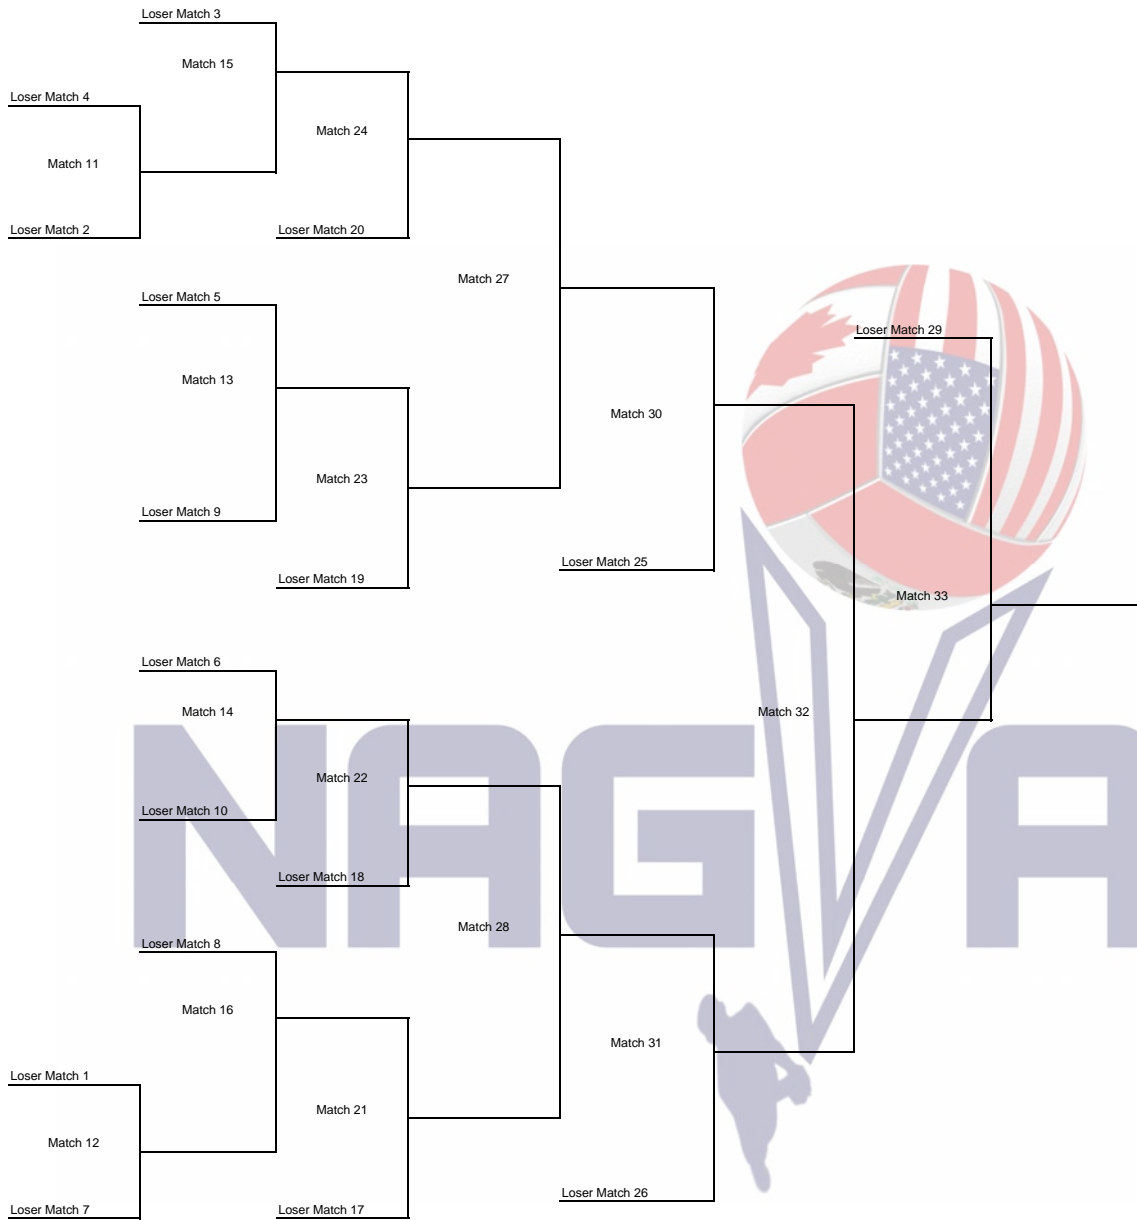 Loser Match 3
Match 15
Loser Match 4
Match 24
Match 11
Loser Match 2
Loser Match 20
Match 27
Loser Match 5
Loser Match 29
Match 13
Match 30
Match 23
Loser Match 9
Loser Match 25
Loser Match 19
Match 33
Loser Match 6
Match 14
Match 32
Match 22
Loser Match 10
Loser Match 18
NAGVA
Match 28
Loser Match 8
Match 16
Match 31
Loser Match 1
Match 21
Match 12
Loser Match 26
Loser Match 7
Loser Match 17